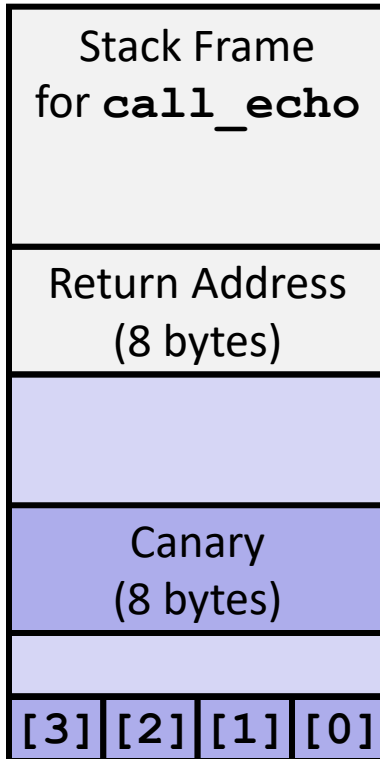 Stack Frame
for call_echo
Return Address
(8 bytes)
Canary
(8 bytes)
[3] [2] [1] [0]